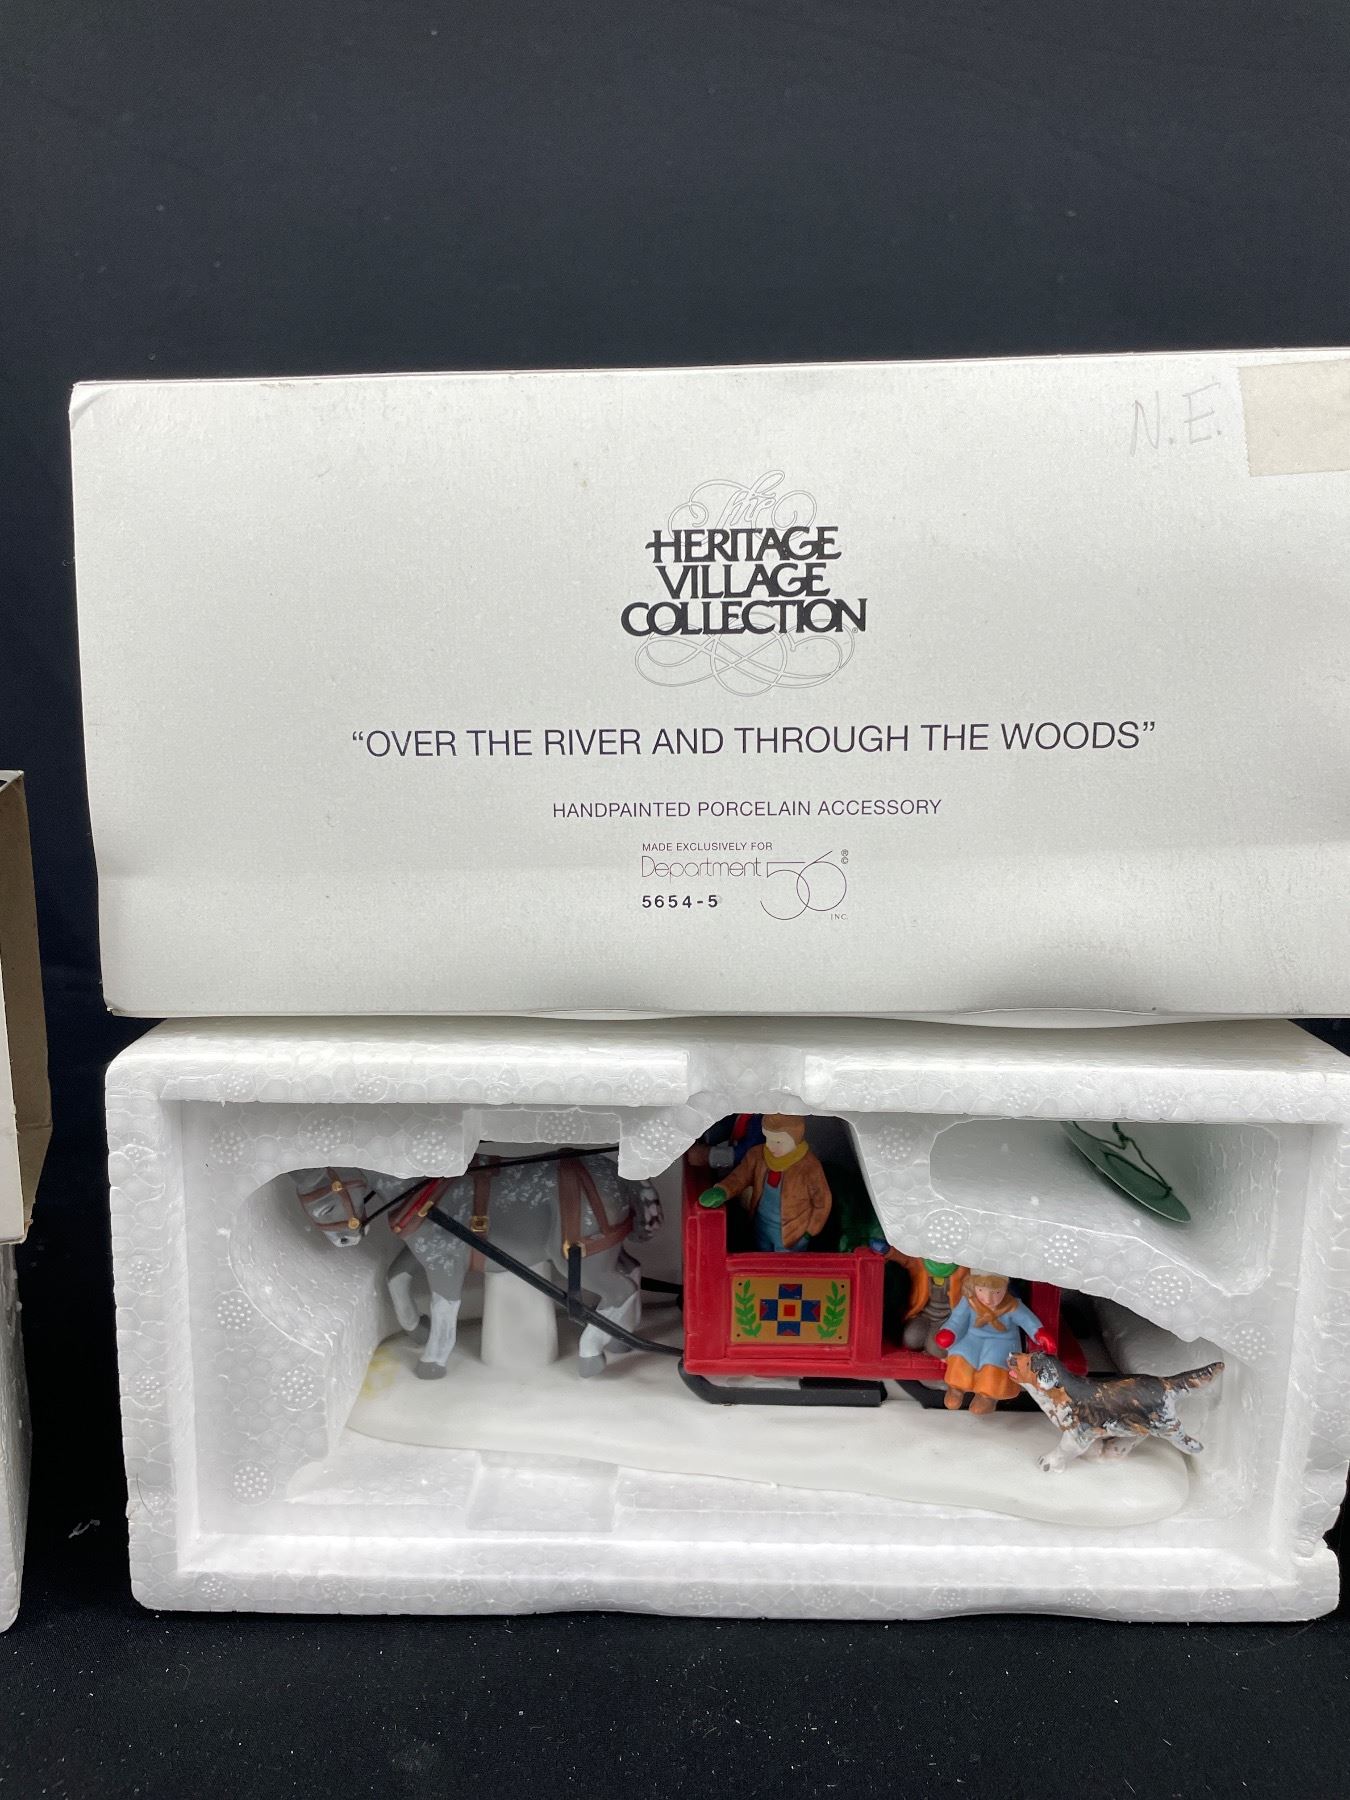 N.E.
The
HERITAGE
VILLAGE
COLLECTION®
“OVER THE RIVER AND THROUGH THE WOODS”
HANDPAINTED PORCELAIN ACCESSORY
MADE EXCLUSIVELY FOR
Department 56 ®©
5654-5
INC.